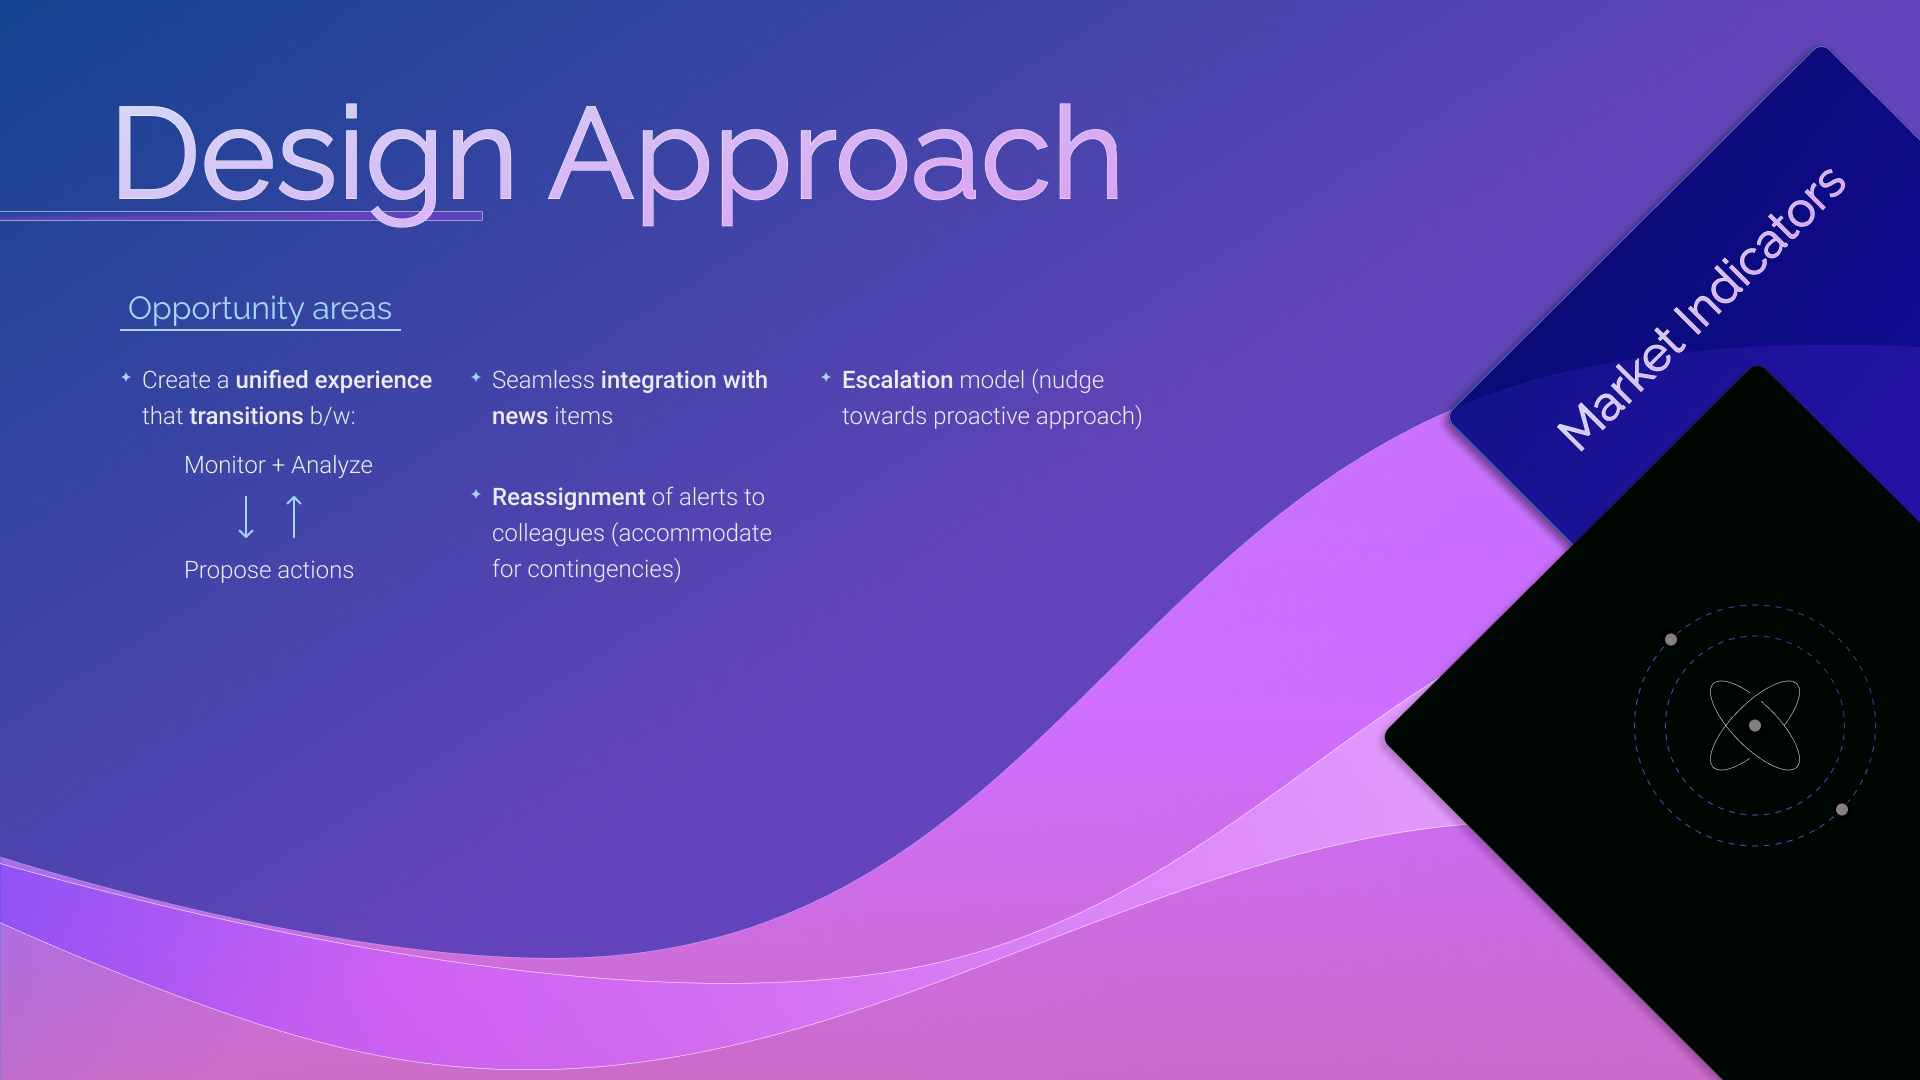 Design Approach
Opportunity areas
Create a unified experience
that transitions b/w:
Monitor + Analyze
Propose actions
Seamless integration with
news items
Reassignment of alerts to
colleagues (accommodate
for contingencies)
Escalation model (nudge
towards proactive approach)
Market Indicators